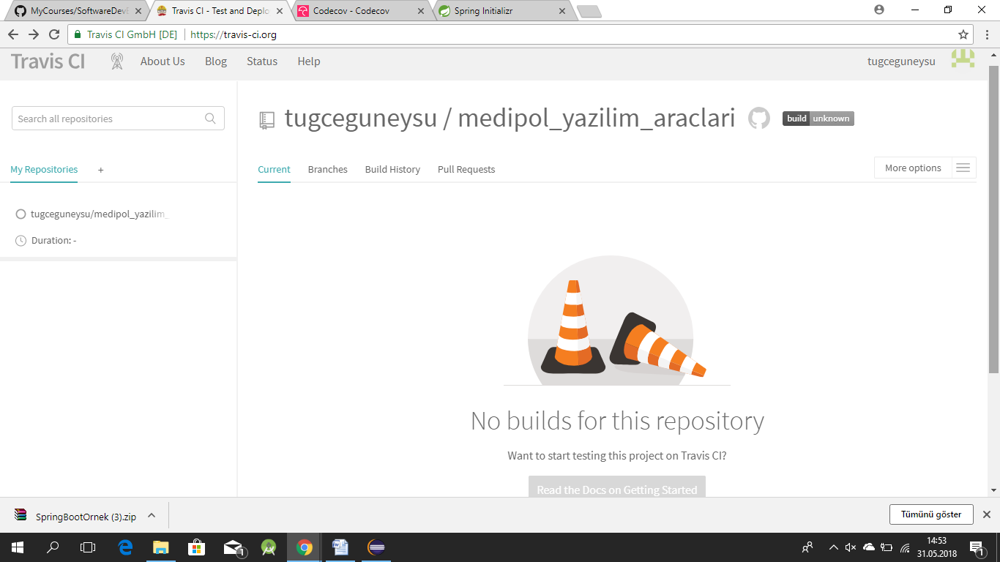 MyCourses/SoftwareDevE
Travis CI - Test and Deplo
Codecov - Codecov
Spring Initializr
Travis CI GmbH [DE]
https://travis-ci.org
Travis CI
About Us
Blog
Status
Help
tugceguneysu
Search all repositories
tugceguneysu / medipol_yazilim_araclari
build unknown
My Repositories +
Current
Branches
Build History
Pull Requests
More options
tugceguneysu/medipol_yazilim_
Duration: -
No builds for this repository
Want to start testing this project on Travis CI?
Read the Docs on Getting Started
SpringBootOrnek (3).zip
Tümünü göster
1
14:53
31.05.2018
1